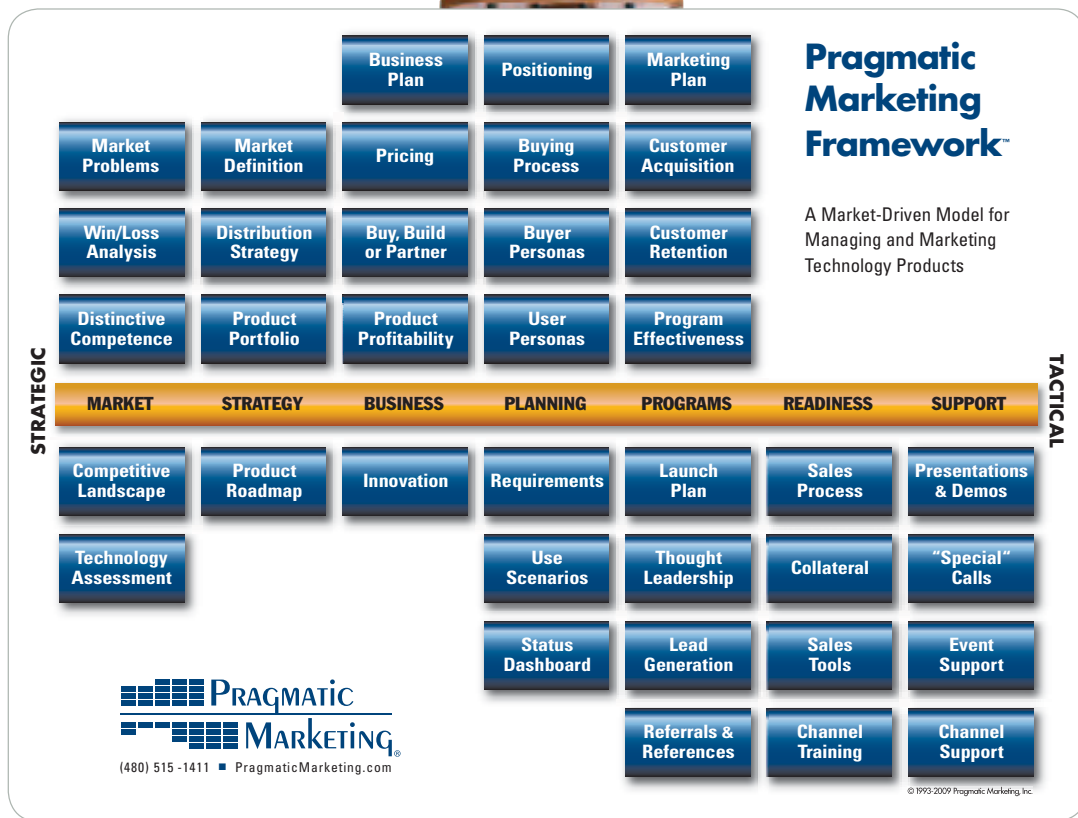 Pragmatic
Marketing
Framework™
A Market-Driven Model for
Managing and Marketing
Technology Products
Business
Plan
Positioning
Marketing
Plan
Market
Problems
Market
Definition
Pricing
Buying
Process
Customer
Acquisition
Win/Loss
Analysis
Distribution
Strategy
Buy, Build
or Partner
Buyer
Personas
Customer
Retention
Distinctive
Competence
Product
Portfolio
Product
Profitability
User
Personas
Program
Effectiveness
STRATEGIC
MARKET
STRATEGY
BUSINESS
PLANNING
PROGRAMS
READINESS
SUPPORT
TACTICAL
Competitive
Landscape
Product
Roadmap
Innovation
Requirements
Launch
Plan
Sales
Process
Presentations
& Demos
Technology
Assessment
Use
Scenarios
Thought
Leadership
Collateral
“Special“
Calls
Status
Dashboard
Lead
Generation
Sales
Tools
Event
Support
Referrals &
References
Channel
Training
Channel
Support
PRAGMATIC
MARKETING®
(480) 515 -1411 ■ PragmaticMarketing.com
© 1993-2009 Pragmatic Marketing, Inc.